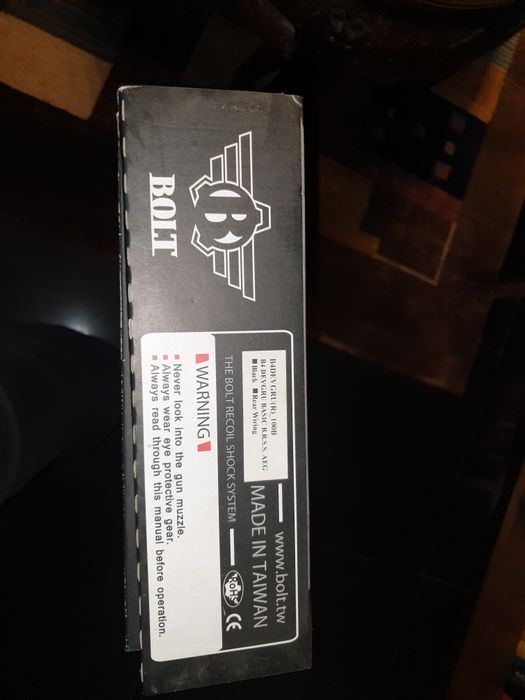 B
BOLT
B4DEVGRU(R)_100B
B4 DEVGRU BASIC B.R.S.S. AEG
■ Black ■ Rear Wiring
www.bolt.tw
MADE IN TAIWAN
THE BOLT RECOIL SHOCK SYSTEM
RoHS
CE
WARNING
Never look into the gun muzzle.
Always wear eye protective gear.
Always read through this manual before operation.